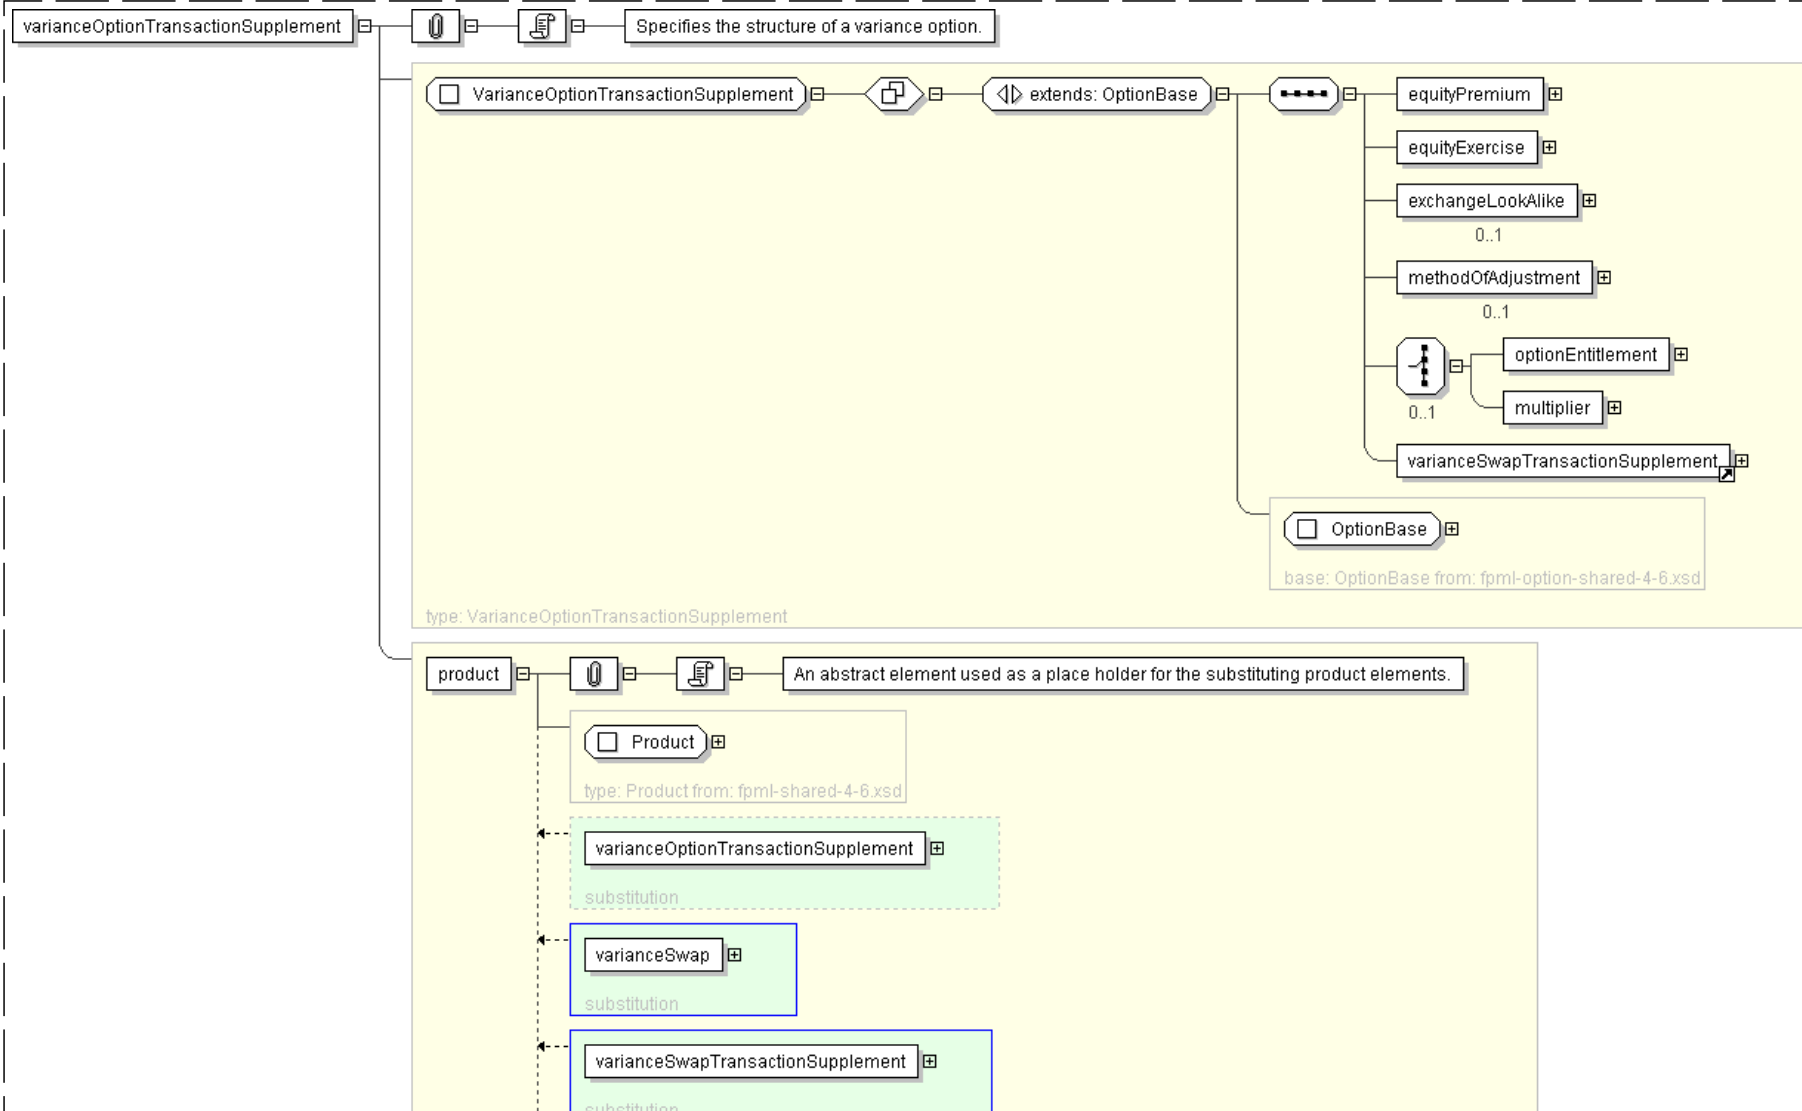 varianceOptionTransactionSupplement
Specifies the structure of a variance option.
VarianceOptionTransactionSupplement
extends: OptionBase
equityPremium
equityExercise
exchangeLookAlike
0..1
methodOfAdjustment
0..1
optionEntitlement
multiplier
0..1
varianceSwapTransactionSupplement
OptionBase
base: OptionBase from: fpml-option-shared-4-6.xsd
type: VarianceOptionTransactionSupplement
product
An abstract element used as a place holder for the substituting product elements.
Product
type: Product from: fpml-shared-4-6.xsd
varianceOptionTransactionSupplement
substitution
varianceSwap
substitution
varianceSwapTransactionSupplement
substitution